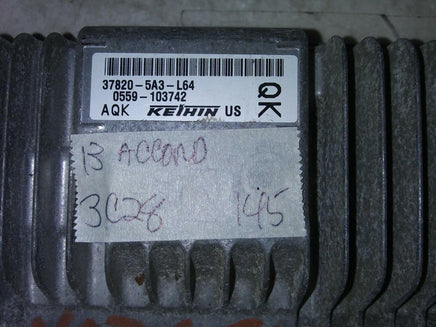 37820-5A3-L64
0559-103742
AQK KEIHIN US
QK
13 ACCORD
3C28 145